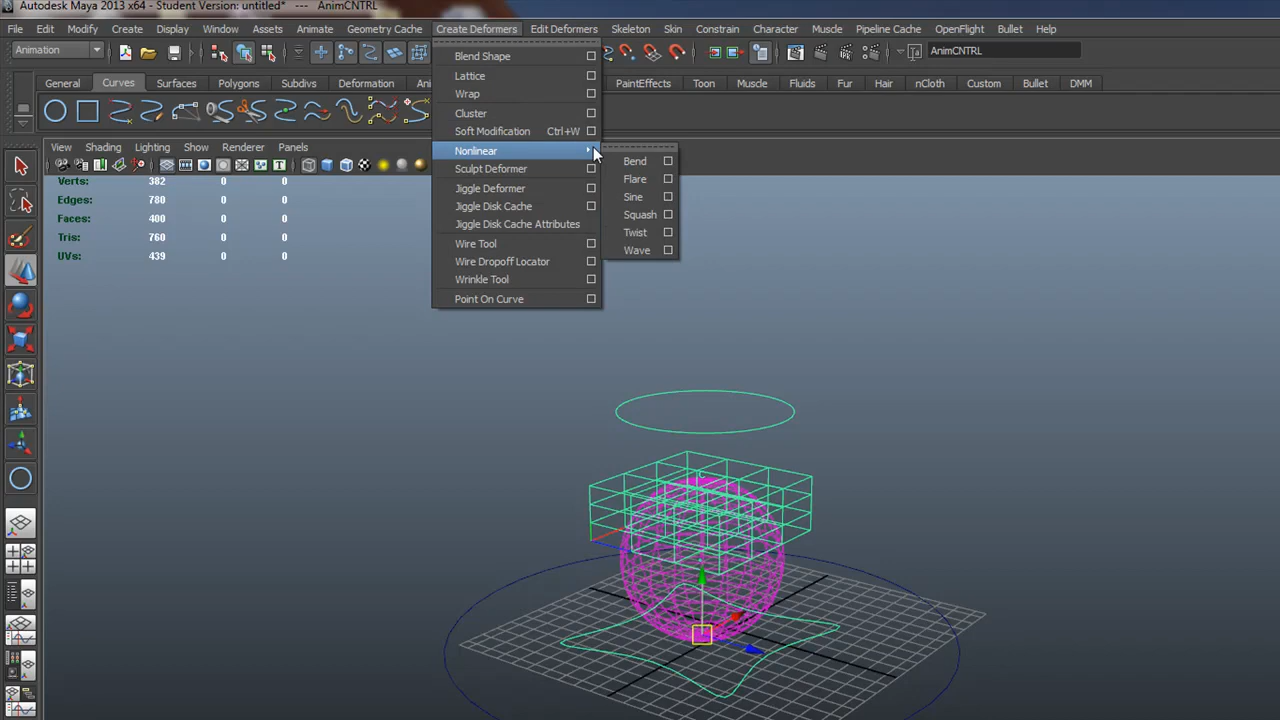 Autodesk Maya 2013 x64 - Student Version: untitled* --- AnimCNTRL
File Edit Modify Create Display Window Assets Animate Geometry Cache Create Deformers Edit Deformers Skeleton Skin Constrain Character Muscle Pipeline Cache OpenFlight Bullet Help
Animation
AnimCNTRL
General Curves Surfaces Polygons Deformation Ani PaintEffects Toon Muscle Fluids Fur Hair nCloth Custom Bullet DMM
View Shading Lighting Show Renderer Panels
Verts: 382 0 0
Edges: 780 0 0
Faces: 400 0 0
Tris: 760 0 0
UVs: 439 0 0
Blend Shape
Lattice
Wrap
Cluster
Soft Modification Ctrl+W
Nonlinear
Sculpt Deformer
Jiggle Deformer
Jiggle Disk Cache
Jiggle Disk Cache Attributes
Wire Tool
Wire Dropoff Locator
Wrinkle Tool
Point On Curve
Bend
Flare
Sine
Squash
Twist
Wave